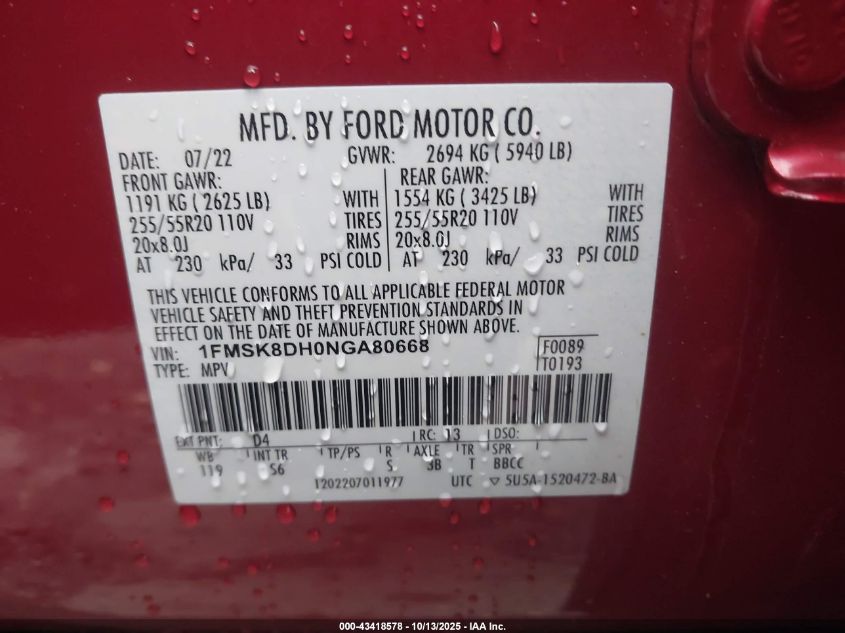 MFD. BY FORD MOTOR CO.
DATE: 07/22 GVWR: 2694 KG ( 5940 LB)
FRONT GAWR: REAR GAWR:
1191 KG ( 2625 LB) WITH 1554 KG ( 3425 LB) WITH
255/55R20 110V TIRES 255/55R20 110V TIRES
20x8.0J RIMS 20x8.0J RIMS
AT 230 kPa/ 33 PSI COLD AT 230 kPa/ 33 PSI COLD
THIS VEHICLE CONFORMS TO ALL APPLICABLE FEDERAL MOTOR
VEHICLE SAFETY AND THEFT PREVENTION STANDARDS IN
EFFECT ON THE DATE OF MANUFACTURE SHOWN ABOVE.
VIN: 1FMSK8DH0NGA80668 F0089
TYPE: MPV T0193
EXT PNT: D4 RC: 13 DSO:
WB INT TR TP/PS R AXLE TR SPR
119 S6 S 3B T BBCC
1202207011977 UTC ▽ 5U5A-1520472-BA
000-43418578 - 10/13/2025 - IAA Inc.